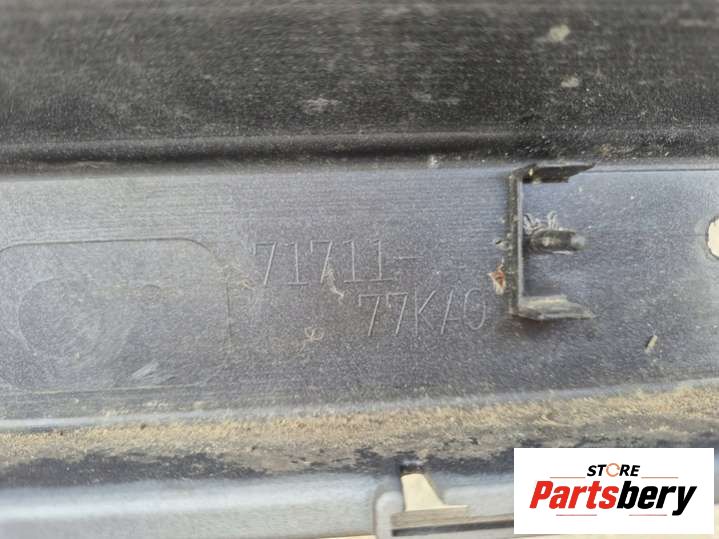 71711-
77KA0
STORE
Partsbery